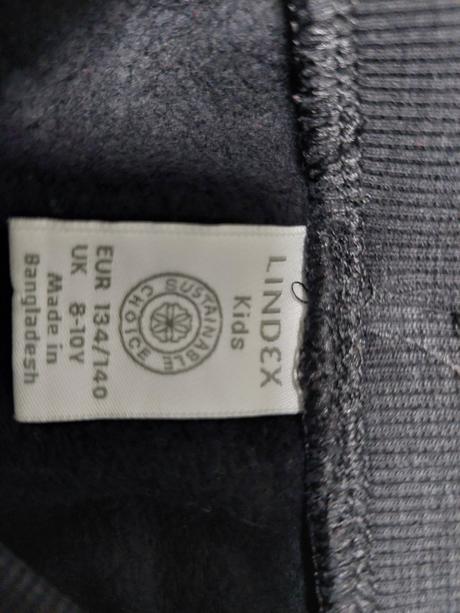 LINDEX
Kids
SUSTAINABLE
CHOICE
EUR 134/140
UK 8-10Y
Made in
Bangladesh